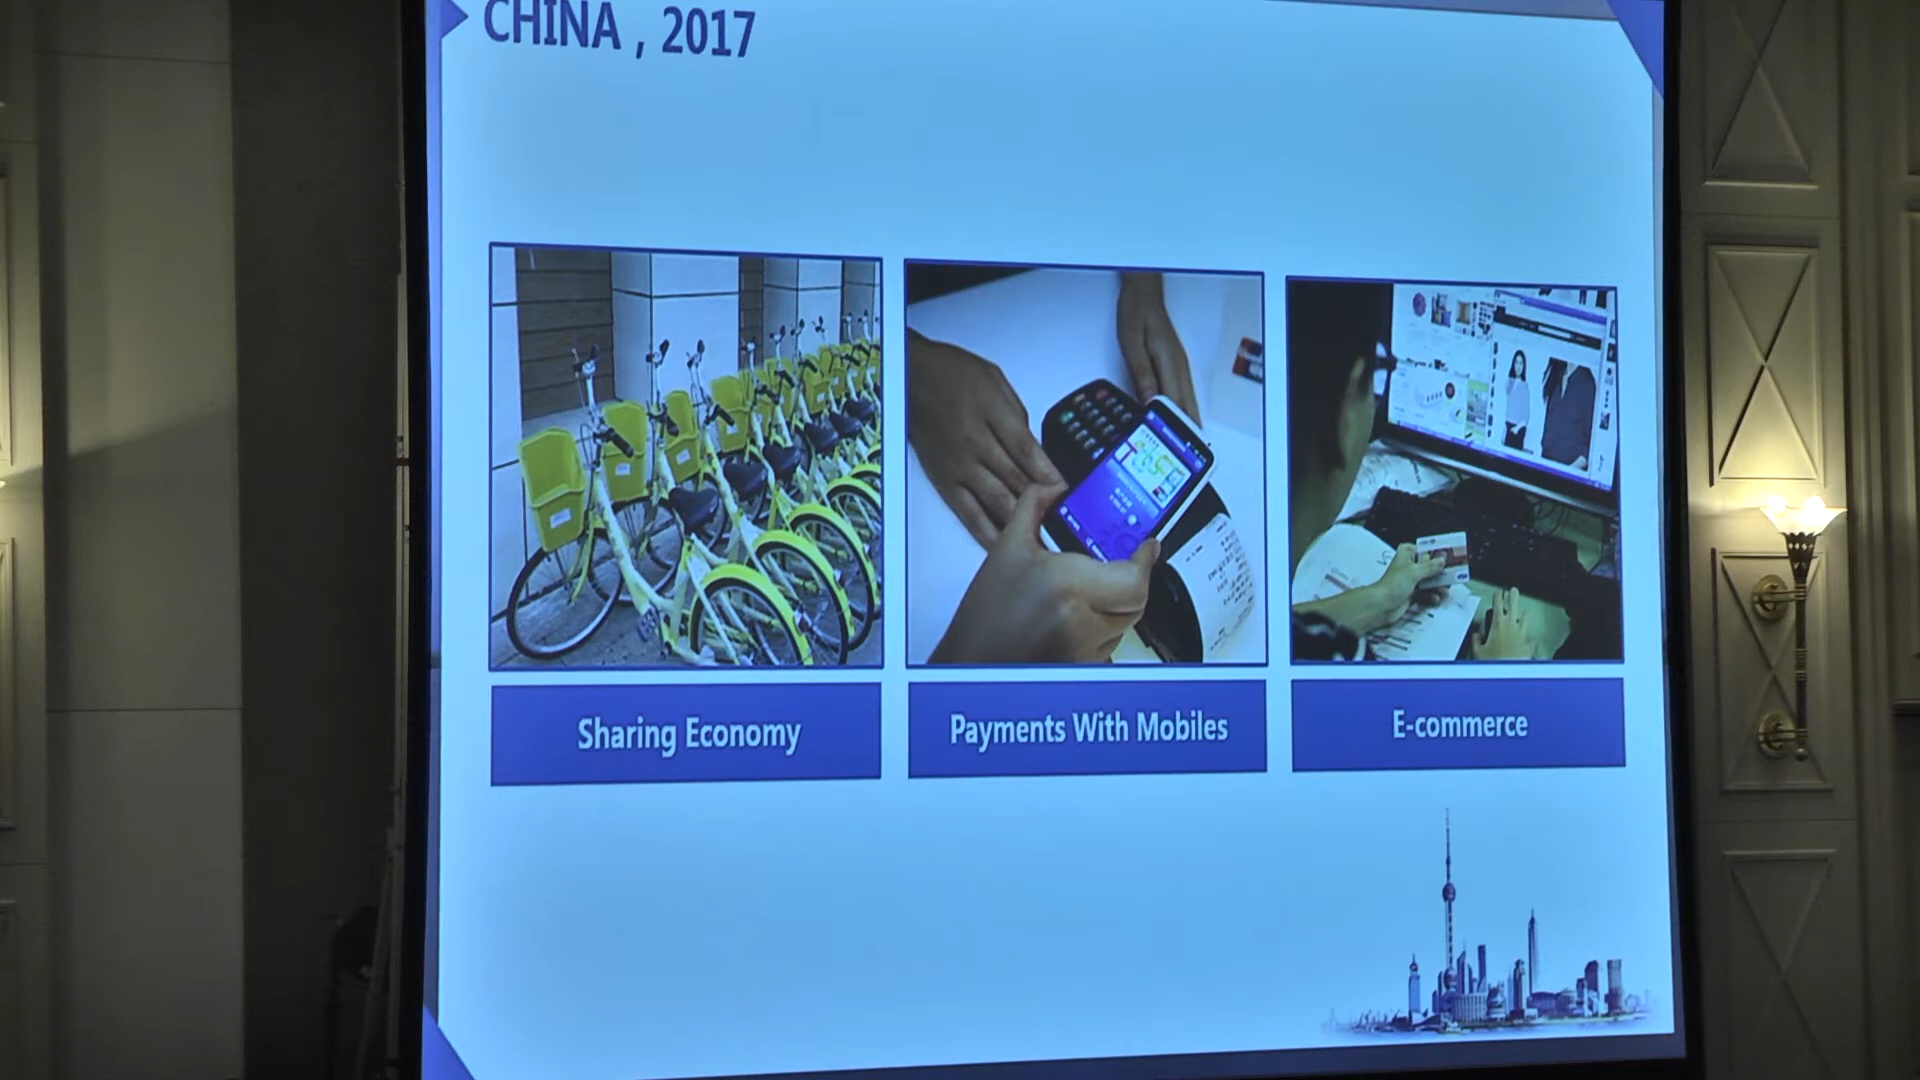 CHINA , 2017
Sharing Economy
Payments With Mobiles
E-commerce